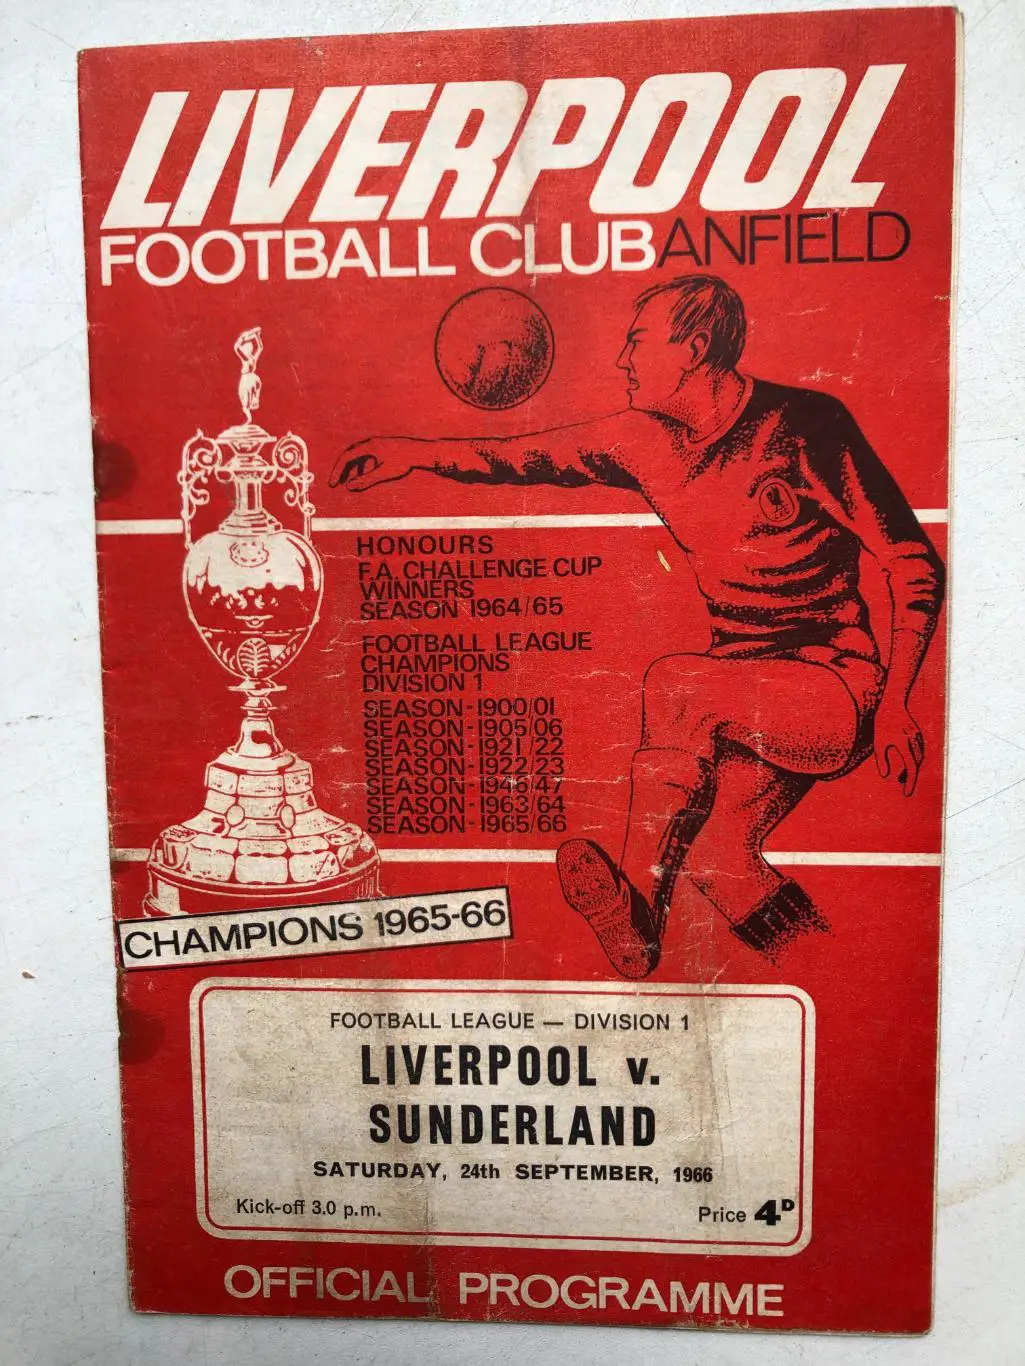 LIVERPOOL
FOOTBALL CLUB ANFIELD
HONOURS
F.A. CHALLENGE CUP
WINNERS
SEASON 1964/65
FOOTBALL LEAGUE
CHAMPIONS
DIVISION 1
SEASON-1900/01
SEASON-1905/06
SEASON-1921/22
SEASON-1922/23
SEASON-1946/47
SEASON-1963/64
SEASON-1965/66
CHAMPIONS 1965-66
FOOTBALL LEAGUE — DIVISION 1
LIVERPOOL v.
SUNDERLAND
SATURDAY, 24th SEPTEMBER, 1966
Kick-off 3.0 p.m.
Price 4D
OFFICIAL PROGRAMME